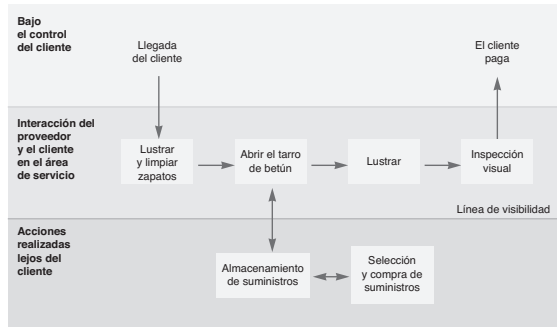 Bajo
el control
del cliente
Llegada
del cliente
El cliente
paga
Interacción del
proveedor
y el cliente
en el área
de servicio
Lustrar
y limpiar
zapatos
Abrir el tarro
de betún
Lustrar
Inspección
visual
Línea de visibilidad
Acciones
realizadas
lejos del
cliente
Almacenamiento
de suministros
Selección
y compra de
suministros